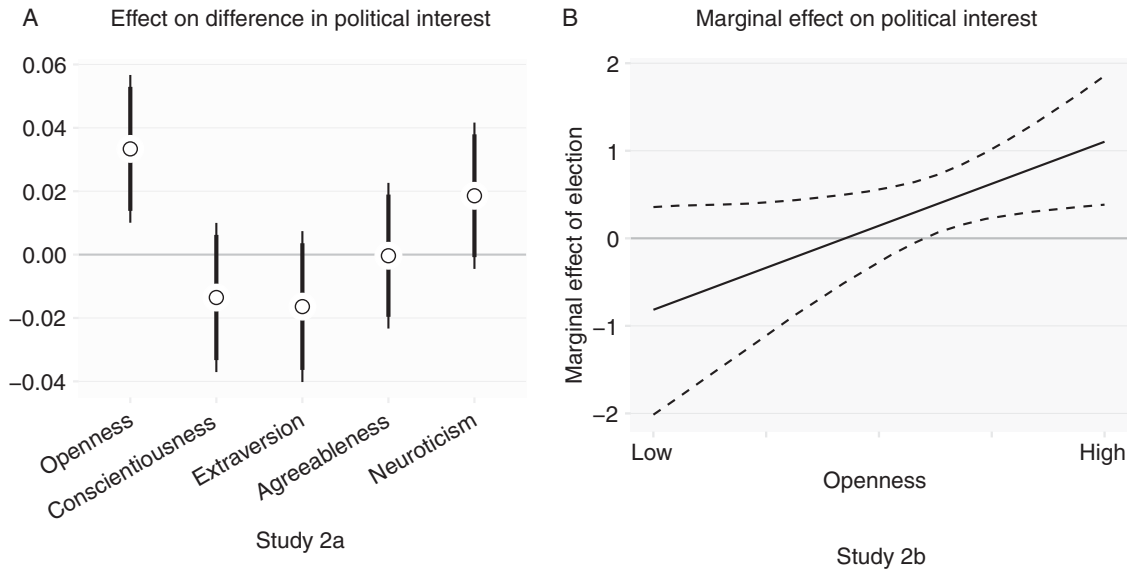 A
Effect on difference in political interest
0.06
0.04
0.02
0.00
−0.02
−0.04
Openness
Conscientiousness
Extraversion
Agreeableness
Neuroticism
Study 2a
B
Marginal effect on political interest
Marginal effect of election
2
1
0
−1
−2
Low
High
Openness
Study 2b